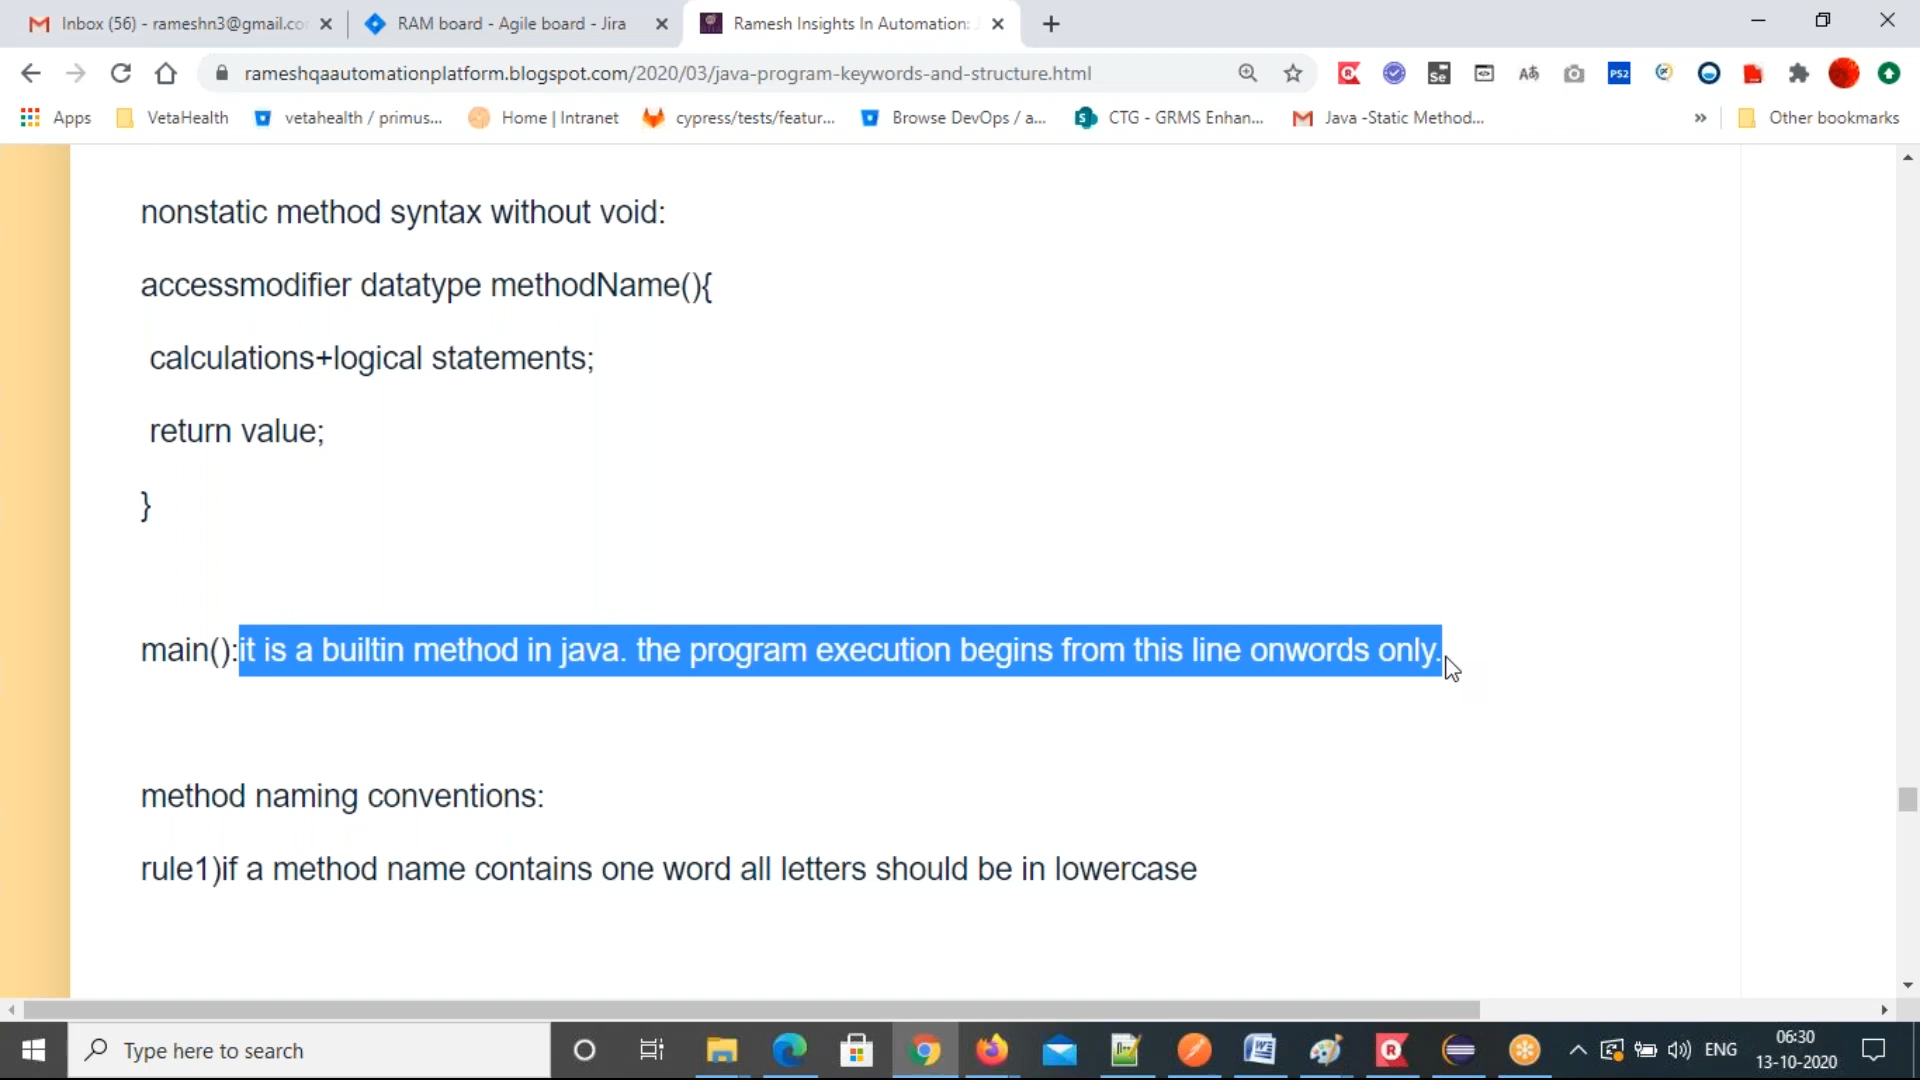 Inbox (56) - rameshn3@gmail.co
RAM board - Agile board - Jira
Ramesh Insights In Automation:
rameshqaautomationplatform.blogspot.com/2020/03/java-program-keywords-and-structure.html
Apps
VetaHealth
vetahealth / primus...
Home | Intranet
cypress/tests/featur...
Browse DevOps / a...
CTG - GRMS Enhan...
Java -Static Method...
Other bookmarks
nonstatic method syntax without void:
accessmodifier datatype methodName(){
calculations+logical statements;
return value;
}
main():it is a builtin method in java. the program execution begins from this line onwords only.
method naming conventions:
rule1)if a method name contains one word all letters should be in lowercase
Type here to search
ENG
06:30
13-10-2020